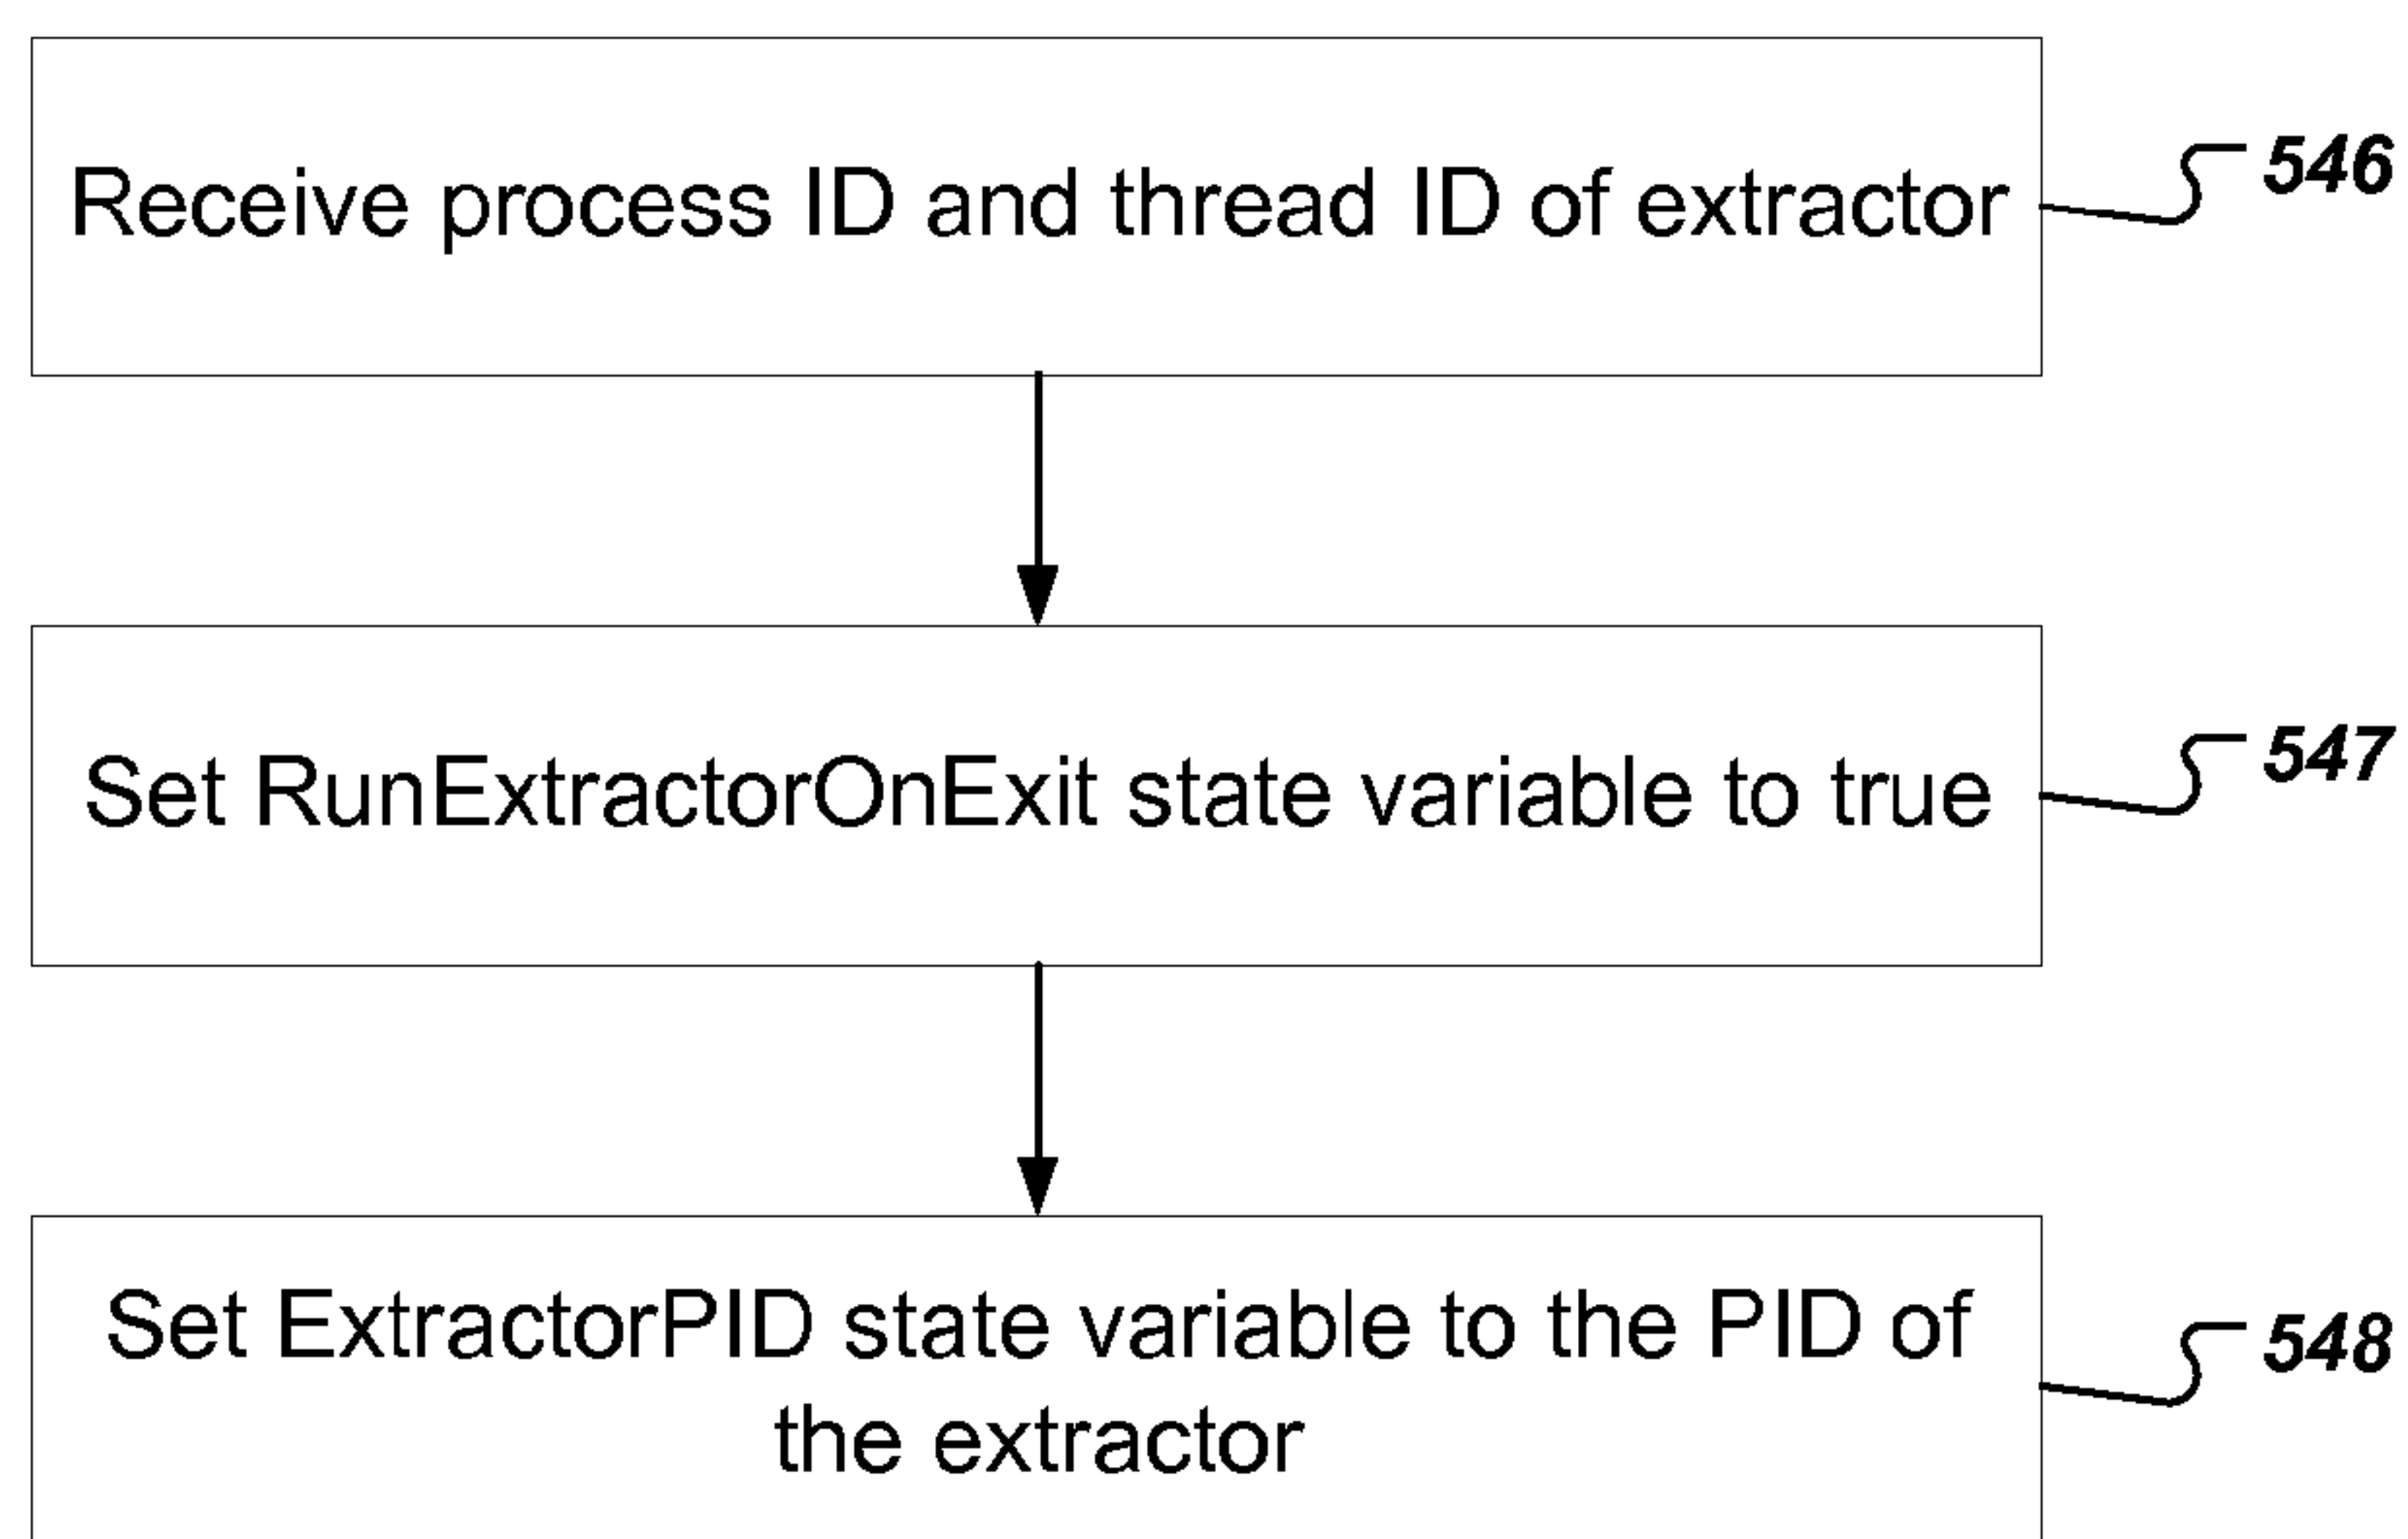 Receive process ID and thread ID of extractor
546
Set RunExtractorOnExit state variable to true
547
Set ExtractorPID state variable to the PID of
the extractor
548